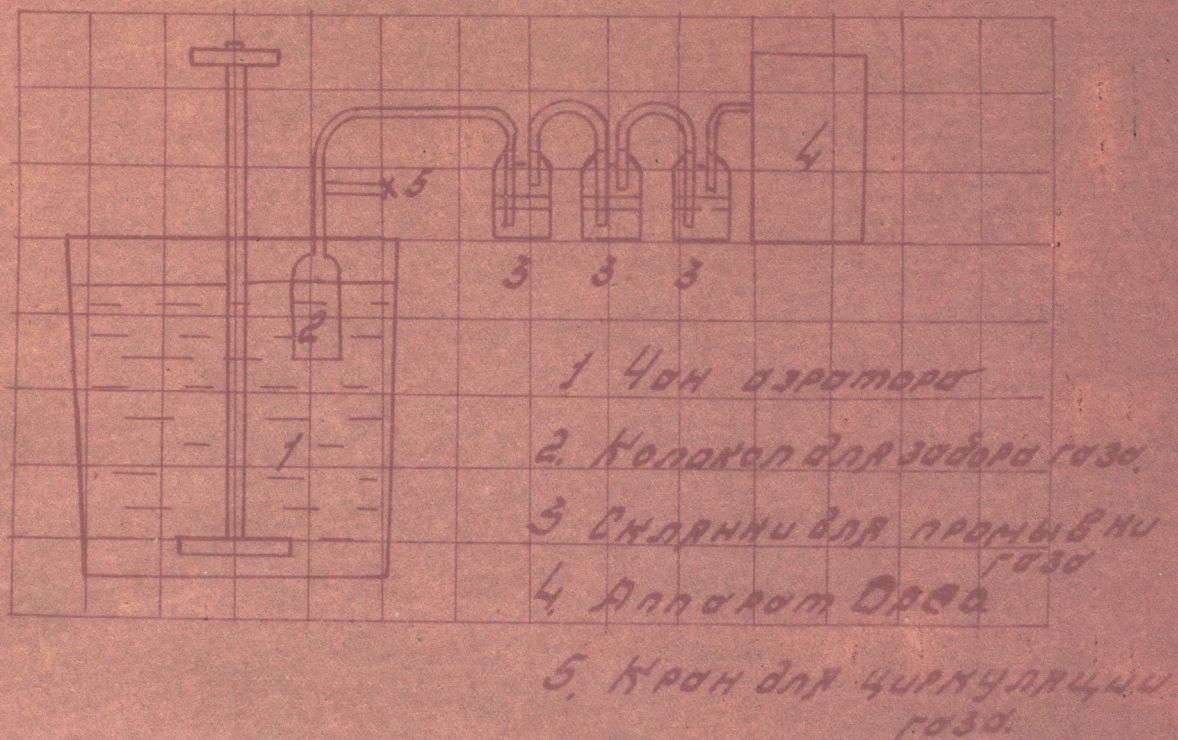 5
4
3 3 3
2
1
1 Чан аэратора
2. Колокол для забора газа.
3 Склянки для промывки
газа
4. Аппарат Орса
5. Кран для циркуляции
газа.